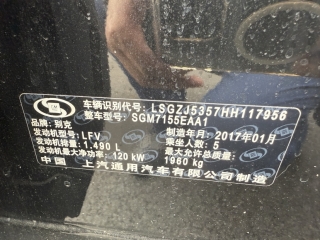 车辆识别代号: LSGZJ5357HH117956
整车型号: SGM7155EAA1
品牌: 别克
制造年月: 2017年01月
发动机型号: LFV
乘坐人数: 5
发动机排量: 1.490 L
最大允许总质量: 1960 kg
发动机最大净功率: 120 kW
中国 上汽通用汽车有限公司制造